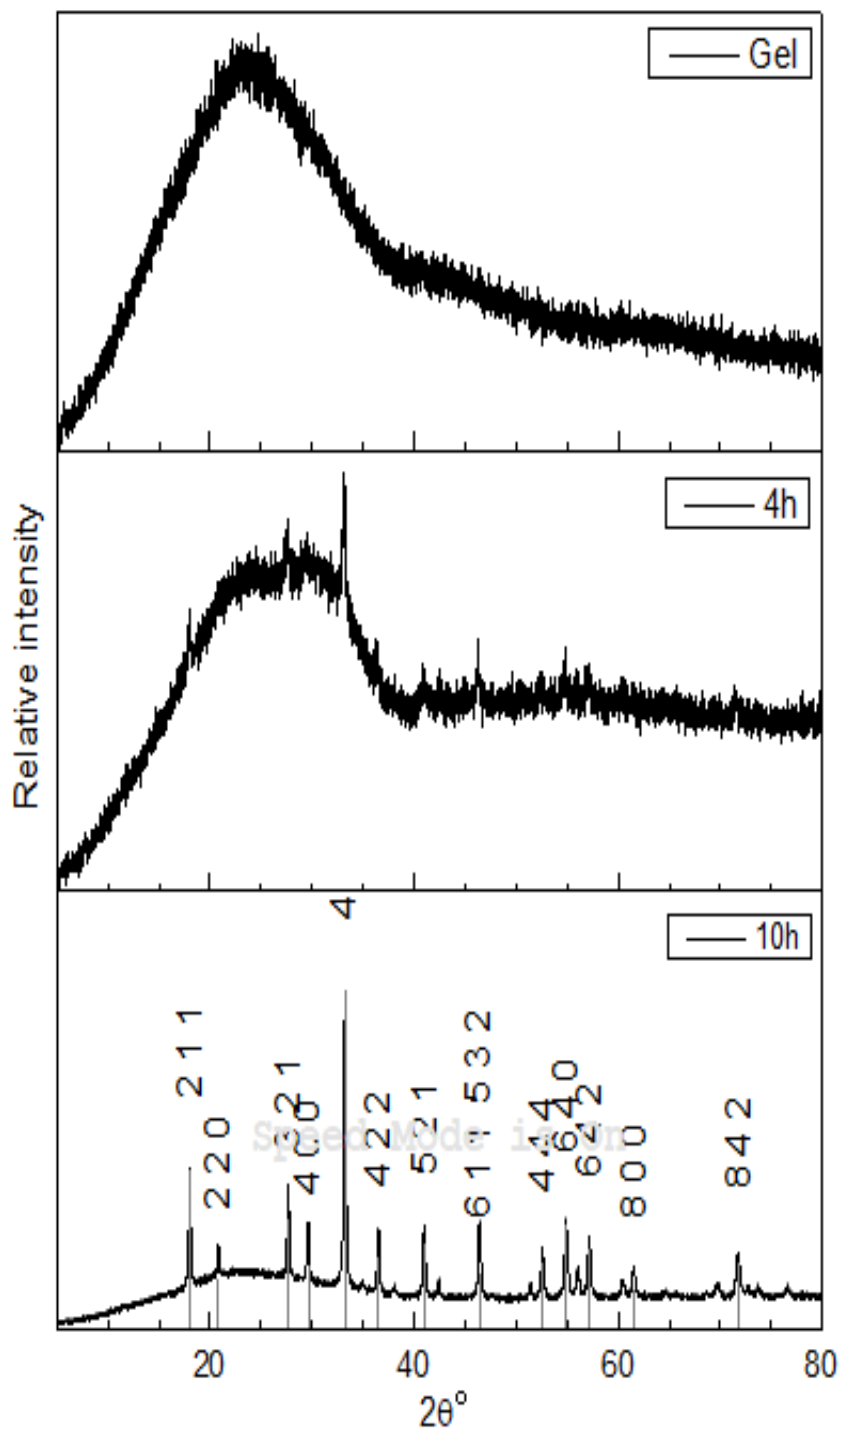 Gel
4h
Relative intensity
10h
4
2 1 1
2 2 0
3 2 1
4 0 0
4 2 2
5 2 1
6 1 1 5 3 2
4 4 4
6 4 0
6 4 2
8 0 0
8 4 2
Speed Mode is On
20 40 60 80
2θ°